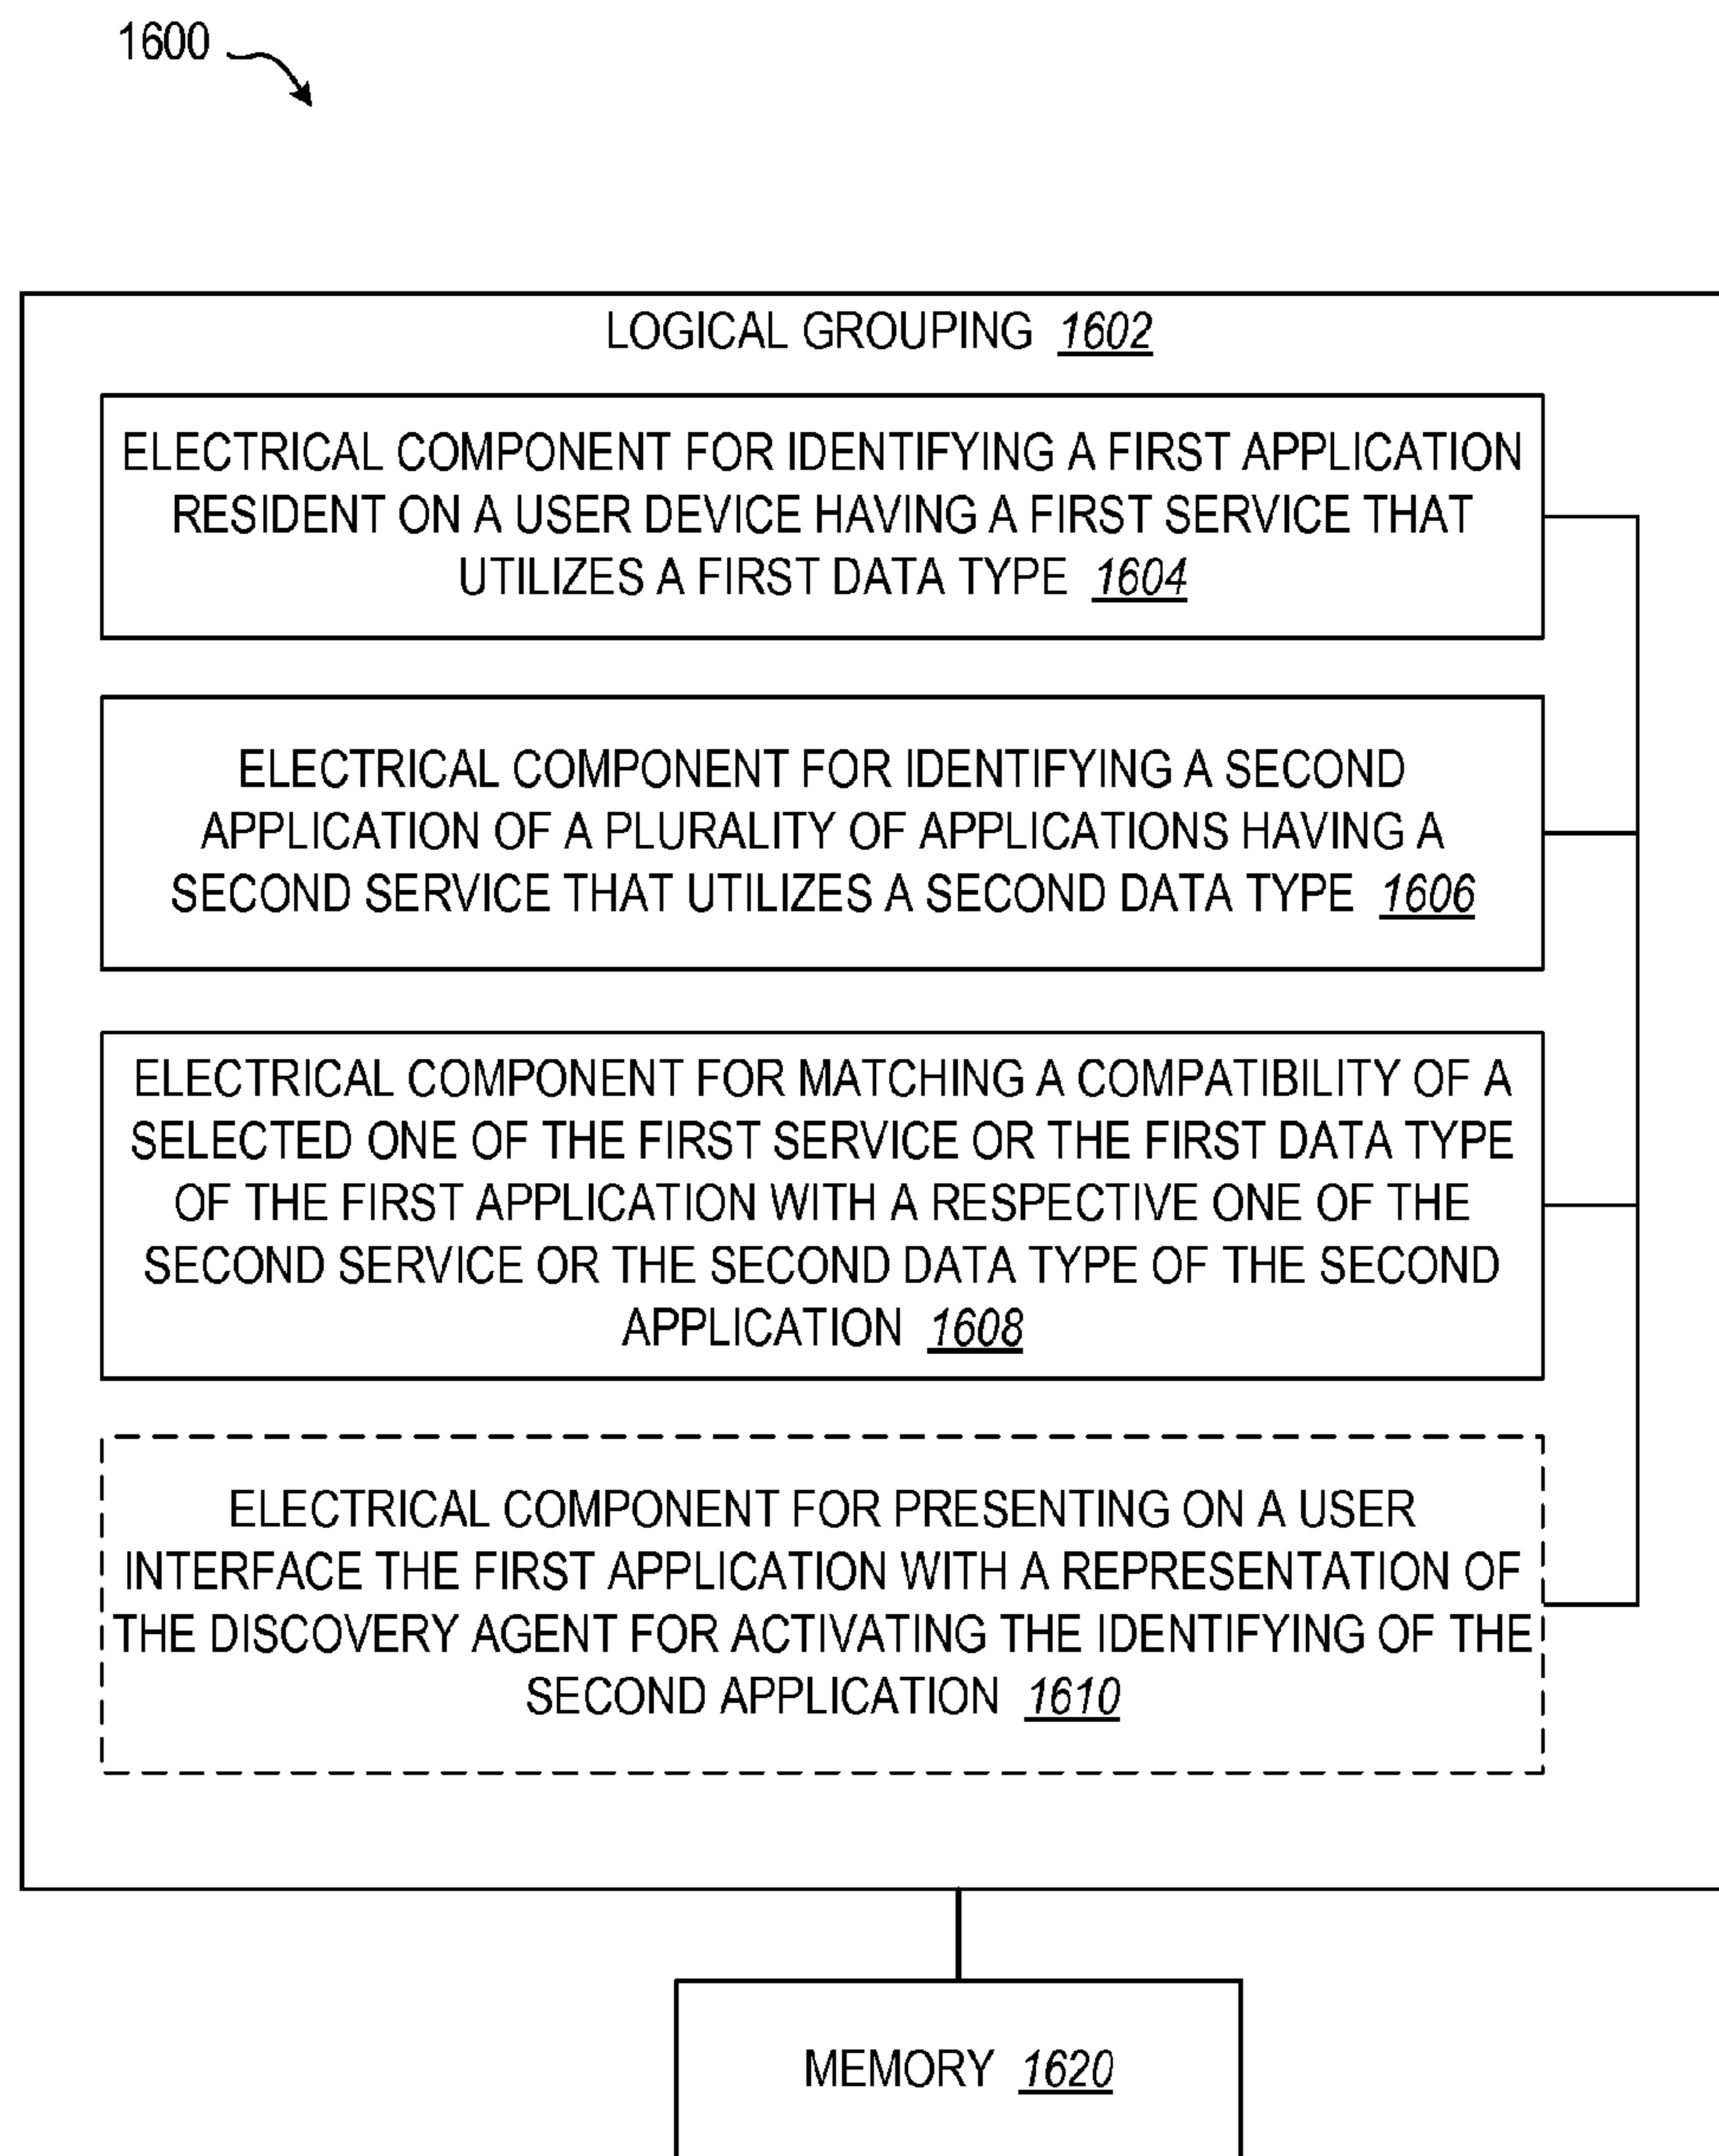 1600
LOGICAL GROUPING 1602
ELECTRICAL COMPONENT FOR IDENTIFYING A FIRST APPLICATION
RESIDENT ON A USER DEVICE HAVING A FIRST SERVICE THAT
UTILIZES A FIRST DATA TYPE 1604
ELECTRICAL COMPONENT FOR IDENTIFYING A SECOND
APPLICATION OF A PLURALITY OF APPLICATIONS HAVING A
SECOND SERVICE THAT UTILIZES A SECOND DATA TYPE 1606
ELECTRICAL COMPONENT FOR MATCHING A COMPATIBILITY OF A
SELECTED ONE OF THE FIRST SERVICE OR THE FIRST DATA TYPE
OF THE FIRST APPLICATION WITH A RESPECTIVE ONE OF THE
SECOND SERVICE OR THE SECOND DATA TYPE OF THE SECOND
APPLICATION 1608
ELECTRICAL COMPONENT FOR PRESENTING ON A USER
INTERFACE THE FIRST APPLICATION WITH A REPRESENTATION OF
THE DISCOVERY AGENT FOR ACTIVATING THE IDENTIFYING OF THE
SECOND APPLICATION 1610
MEMORY 1620